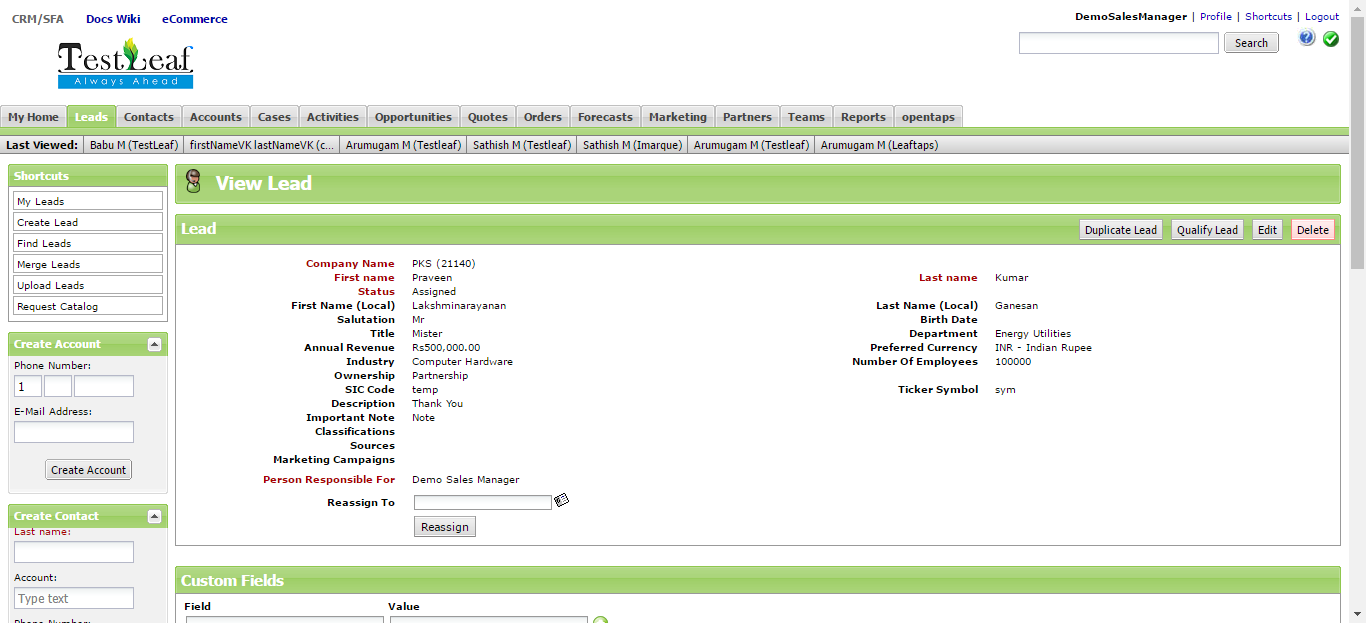 CRM/SFA Docs Wiki eCommerce
DemoSalesManager | Profile | Shortcuts | Logout
TestLeaf
Always Ahead
Search
My Home Leads Contacts Accounts Cases Activities Opportunities Quotes Orders Forecasts Marketing Partners Teams Reports opentaps
Last Viewed: Babu M (TestLeaf) firstNameVK lastNameVK (c... Arumugam M (Testleaf) Sathish M (Testleaf) Sathish M (Imarque) Arumugam M (Testleaf) Arumugam M (Leaftaps)
Shortcuts
My Leads
Create Lead
Find Leads
Merge Leads
Upload Leads
Request Catalog
Create Account
Phone Number:
1
E-Mail Address:
Create Account
Create Contact
Last name:
Account:
Type text
Phone Number:
View Lead
Lead Duplicate Lead Qualify Lead Edit Delete
Company Name PKS (21140)
First name Praveen Last name Kumar
Status Assigned
First Name (Local) Lakshminarayanan Last Name (Local) Ganesan
Salutation Mr Birth Date
Title Mister Department Energy Utilities
Annual Revenue Rs500,000.00 Preferred Currency INR - Indian Rupee
Industry Computer Hardware Number Of Employees 100000
Ownership Partnership
SIC Code temp Ticker Symbol sym
Description Thank You
Important Note Note
Classifications
Sources
Marketing Campaigns
Person Responsible For Demo Sales Manager
Reassign To
Reassign
Custom Fields
Field Value